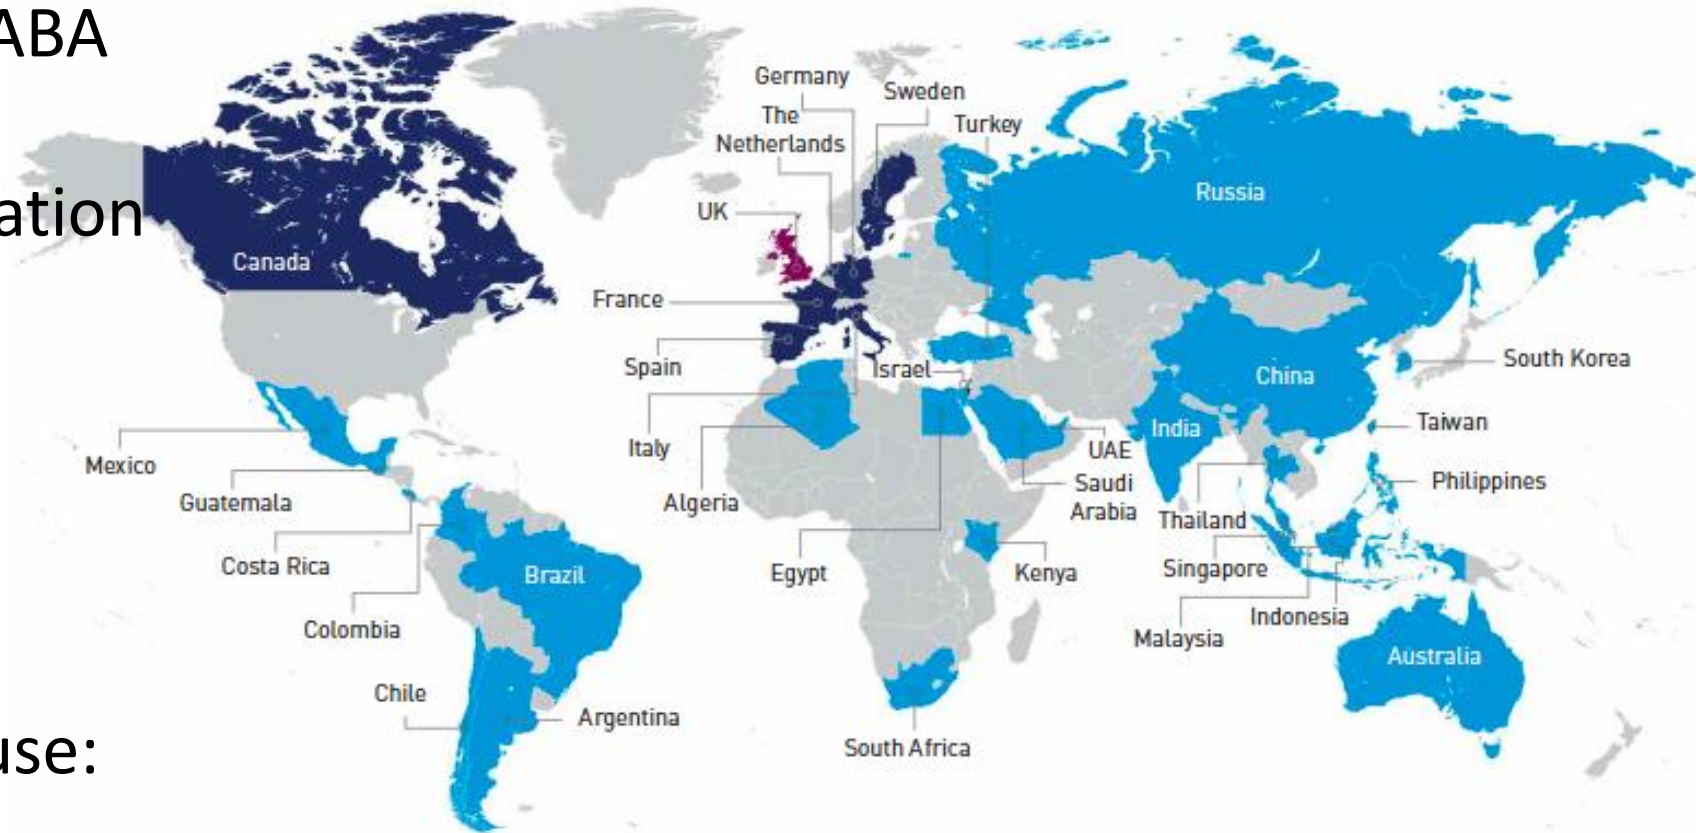 ABA
ation
use:
Germany
Sweden
The
Netherlands
Turkey
UK
Russia
Canada
France
Spain
Israel
South Korea
China
Italy
India
Taiwan
Mexico
UAE
Guatemala
Algeria
Saudi
Arabia
Philippines
Thailand
Costa Rica
Brazil
Egypt
Kenya
Singapore
Colombia
Malaysia
Indonesia
Australia
Chile
Argentina
South Africa